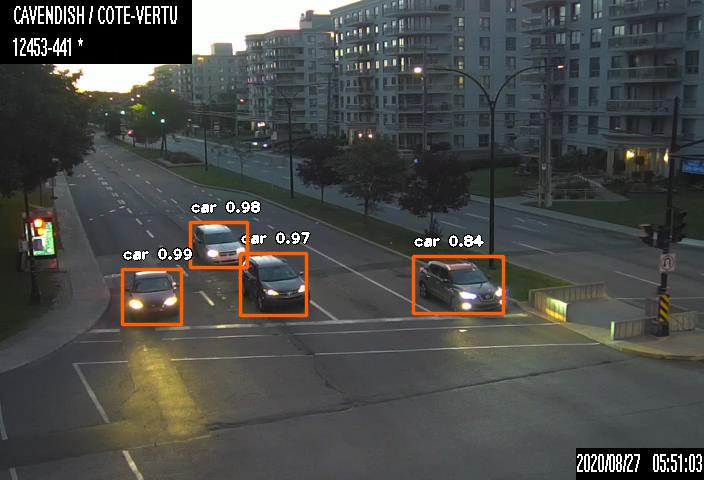 CAVENDISH / COTE-VERTU
12453-441 *
car 0.98
car 0.99
car 0.97
car 0.84
2020/08/27 05:51:03